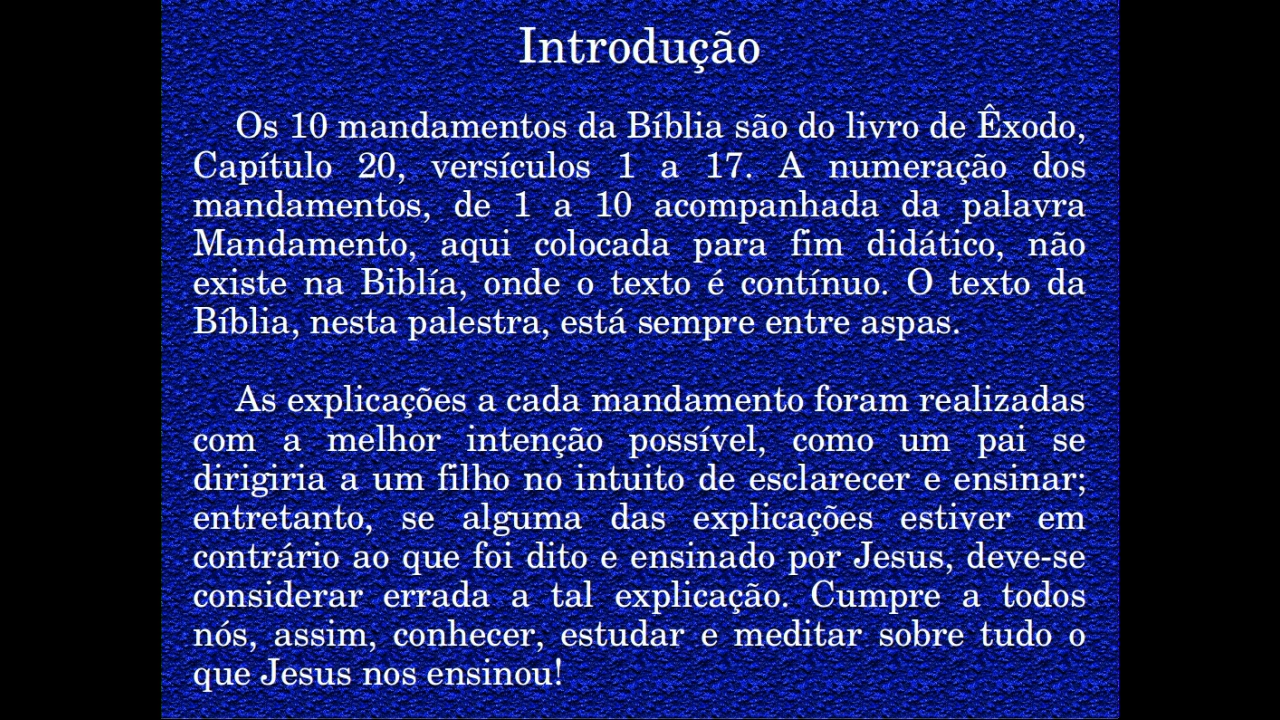 Introdução
Os 10 mandamentos da Bíblia são do livro de Êxodo,
Capítulo 20, versículos 1 a 17. A numeração dos
mandamentos, de 1 a 10 acompanhada da palavra
Mandamento, aqui colocada para fim didático, não
existe na Biblía, onde o texto é contínuo. O texto da
Bíblia, nesta palestra, está sempre entre aspas.
As explicações a cada mandamento foram realizadas
com a melhor intenção possível, como um pai se
dirigiria a um filho no intuito de esclarecer e ensinar;
entretanto, se alguma das explicações estiver em
contrário ao que foi dito e ensinado por Jesus, deve-se
considerar errada a tal explicação. Cumpre a todos
nós, assim, conhecer, estudar e meditar sobre tudo o
que Jesus nos ensinou!